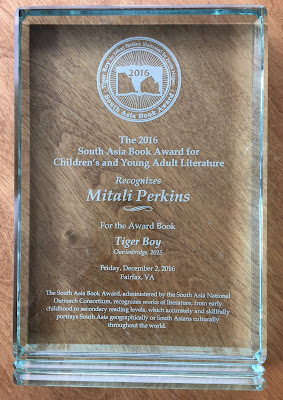 2016
South Asia Book Award
The 2016
South Asia Book Award for
Children's and Young Adult Literature
Recognizes
Mitali Perkins
For the Award Book
Tiger Boy
Charlesbridge, 2015
Friday, December 2, 2016
Fairfax, VA
The South Asia Book Award, administered by the South Asia National
Outreach Consortium, recognizes works of literature, from early
childhood to secondary reading levels, which accurately and skillfully
portrays South Asia geographically or South Asians culturally
throughout the world.